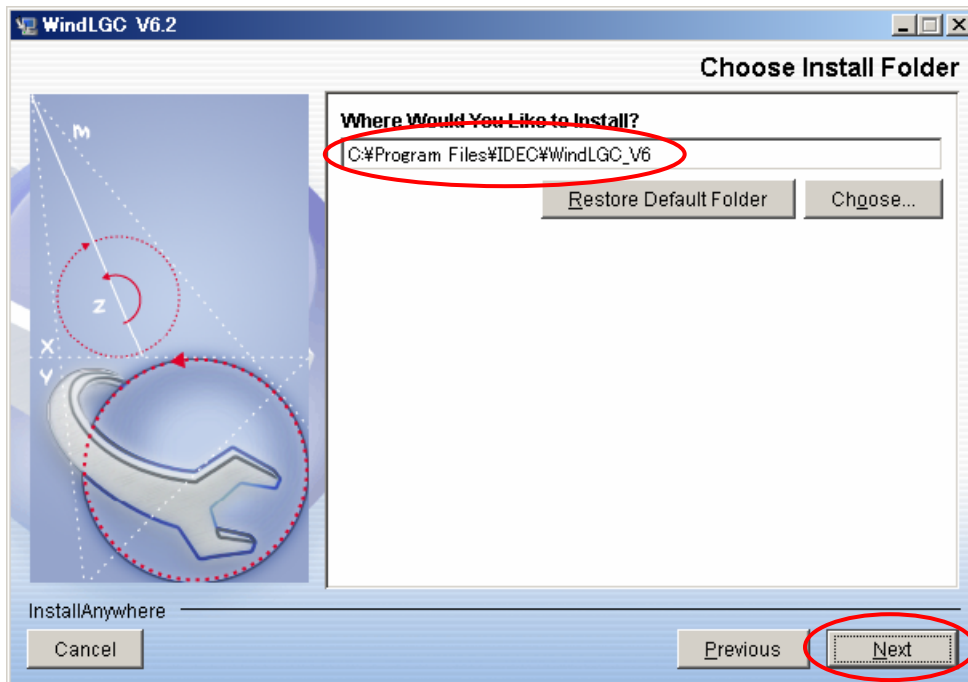 WindLGC V6.2
Choose Install Folder
Where Would You Like to Install?
C:¥Program Files¥IDEC¥WindLGC_V6
Restore Default Folder
Choose...
M
Z
X
Y
InstallAnywhere
Cancel
Previous
Next